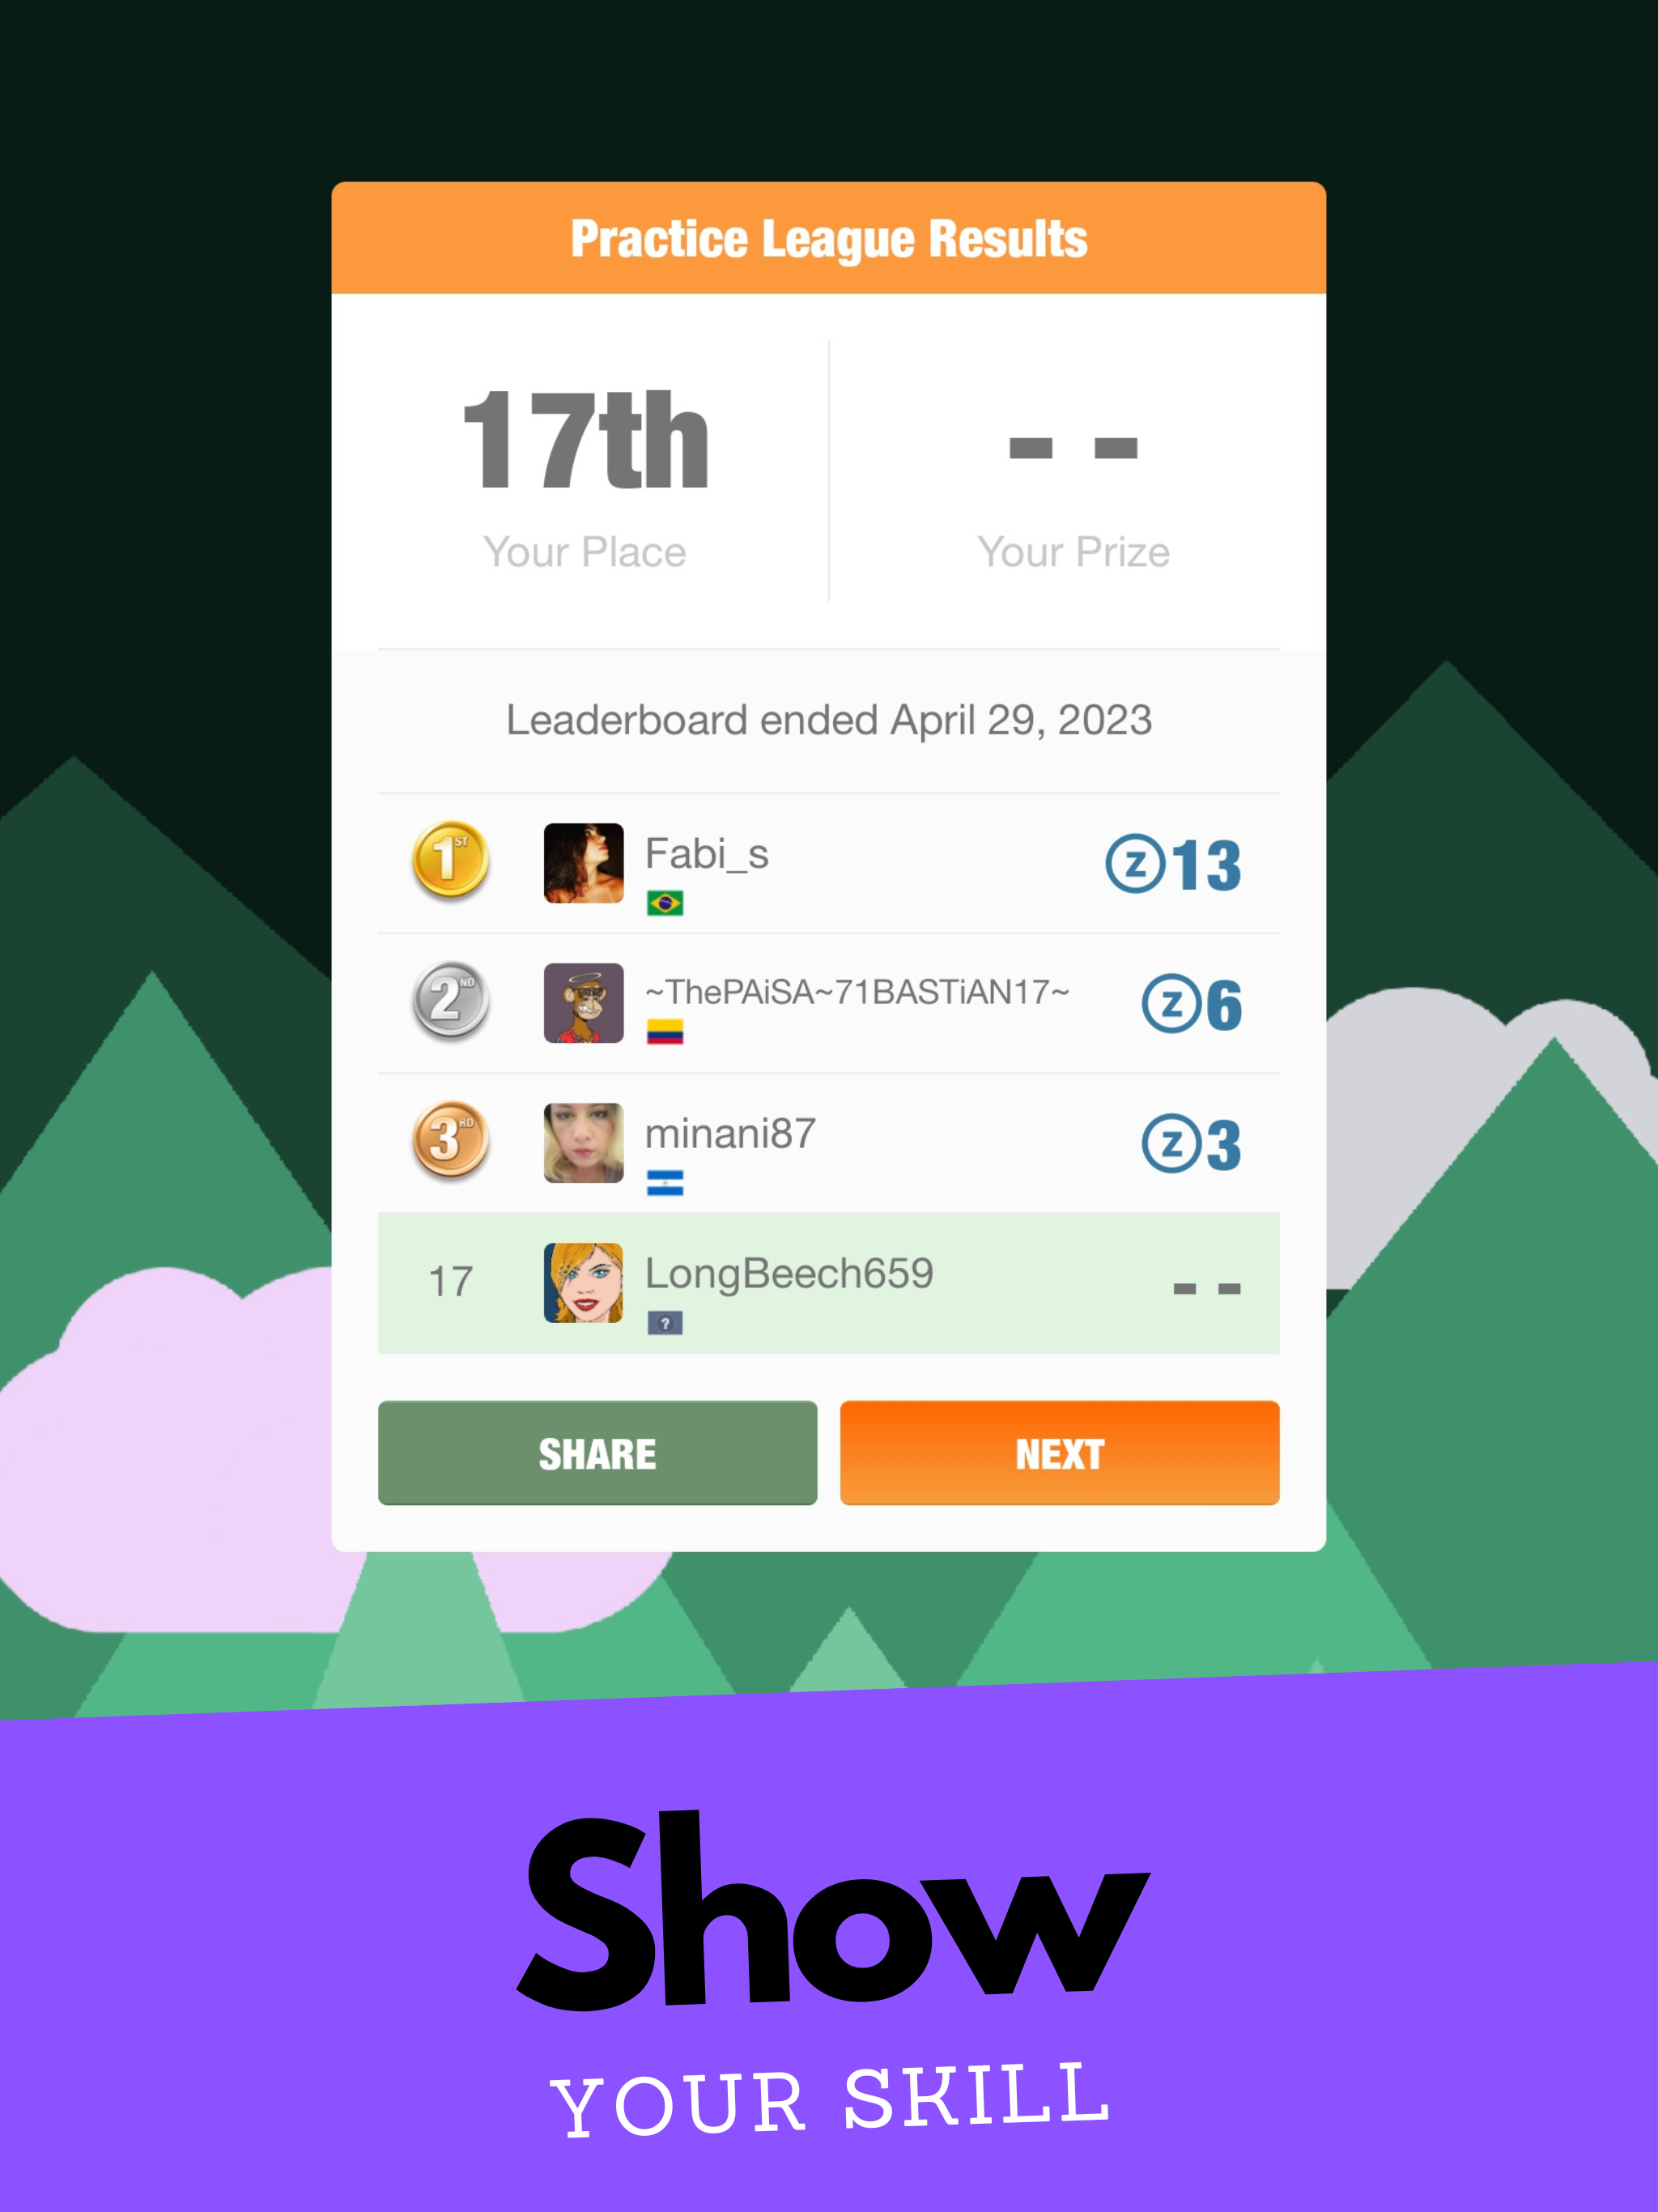 Practice League Results
17th
- -
Your Place
Your Prize
Leaderboard ended April 29, 2023
1ST
Fabi_s
Z 13
2ND
~ThePAiSA~71BASTiAN17~
Z 6
3RD
minani87
Z 3
17
LongBeech659
- -
?
SHARE
NEXT
Show
YOUR SKILL